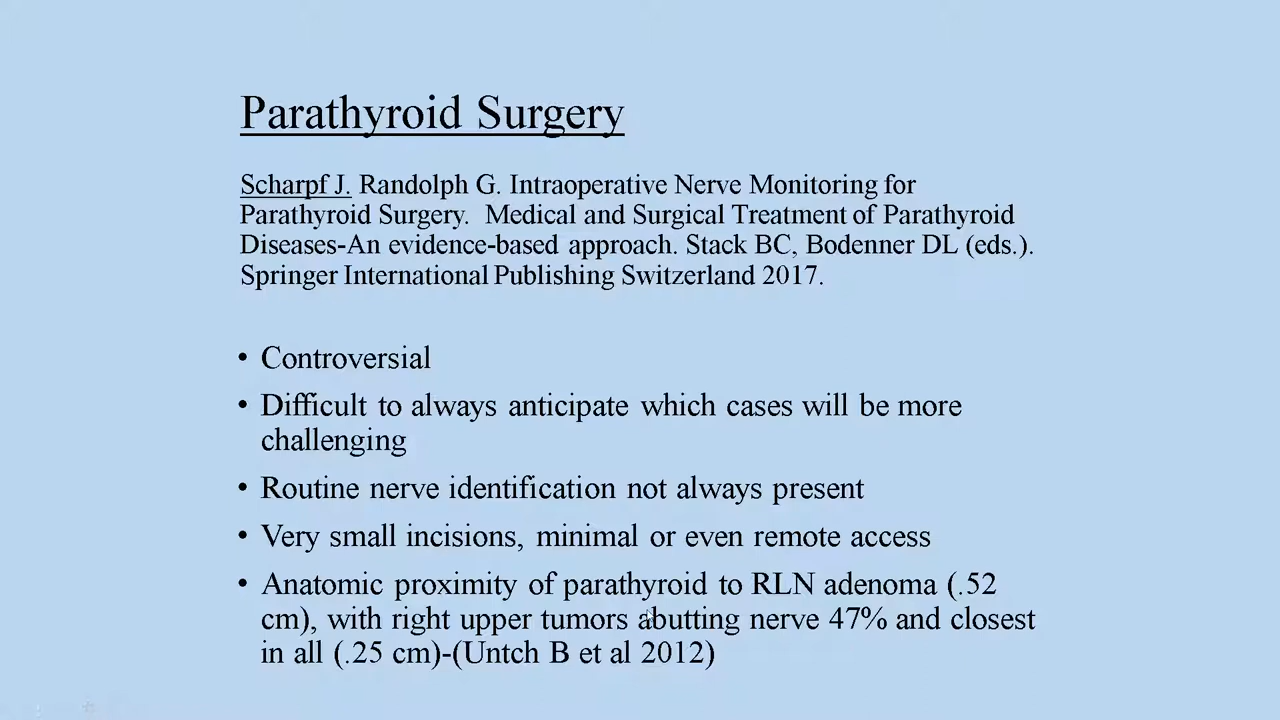 Parathyroid Surgery
Scharpf J. Randolph G. Intraoperative Nerve Monitoring for
Parathyroid Surgery. Medical and Surgical Treatment of Parathyroid
Diseases-An evidence-based approach. Stack BC, Bodenner DL (eds.).
Springer International Publishing Switzerland 2017.
• Controversial
• Difficult to always anticipate which cases will be more
challenging
• Routine nerve identification not always present
• Very small incisions, minimal or even remote access
• Anatomic proximity of parathyroid to RLN adenoma (.52
cm), with right upper tumors abutting nerve 47% and closest
in all (.25 cm)-(Untch B et al 2012)